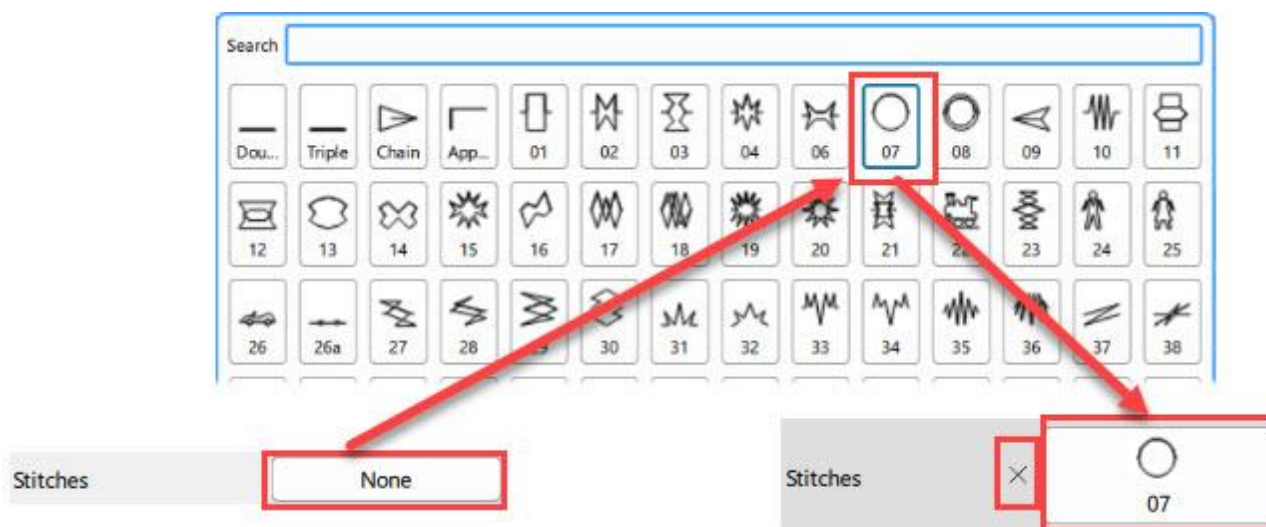 Search
Dou... Triple Chain App... 01 02 03 04 06 07 08 09 10 11
12 13 14 15 16 17 18 19 20 21 22 23 24 25
26 26a 27 28 29 30 31 32 33 34 35 36 37 38
Stitches None
Stitches 07